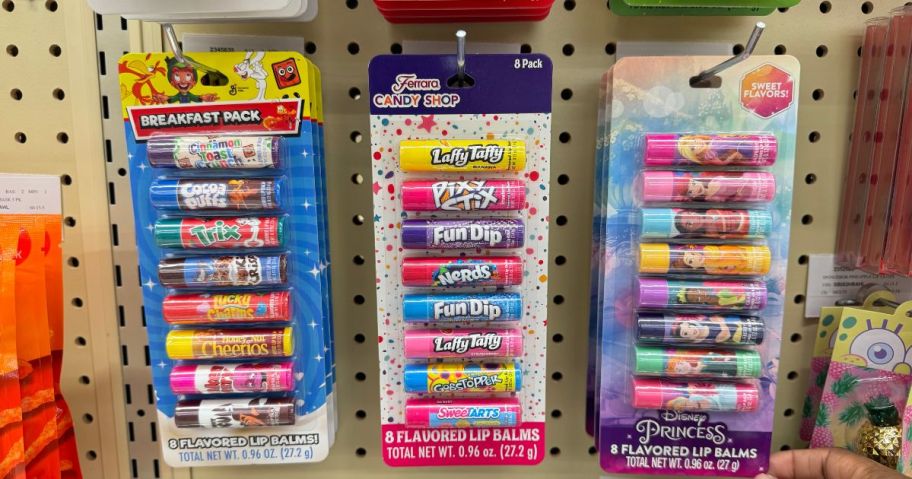 BREAKFAST PACK
Cinnamon
Toast
Cocoa
Puffs
Trix
Lucky
Charms
Honey Nut
Cheerios
8 FLAVORED LIP BALMS!
TOTAL NET WT. 0.96 OZ. (27.2 g)
8 Pack
Ferrara
CANDY SHOP
Laffy Taffy
BANANA
Pixy
Stix
Fun Dip
Nerds
Fun Dip
Laffy Taffy
GOBSTOPPER
SweeTARTS
8 FLAVORED LIP BALMS
TOTAL NET WT. 0.96 oz. (27.2 g)
SWEET
FLAVORS!
Disney
PRINCESS
8 FLAVORED LIP BALMS
TOTAL NET WT. 0.96 oz. (27 g)